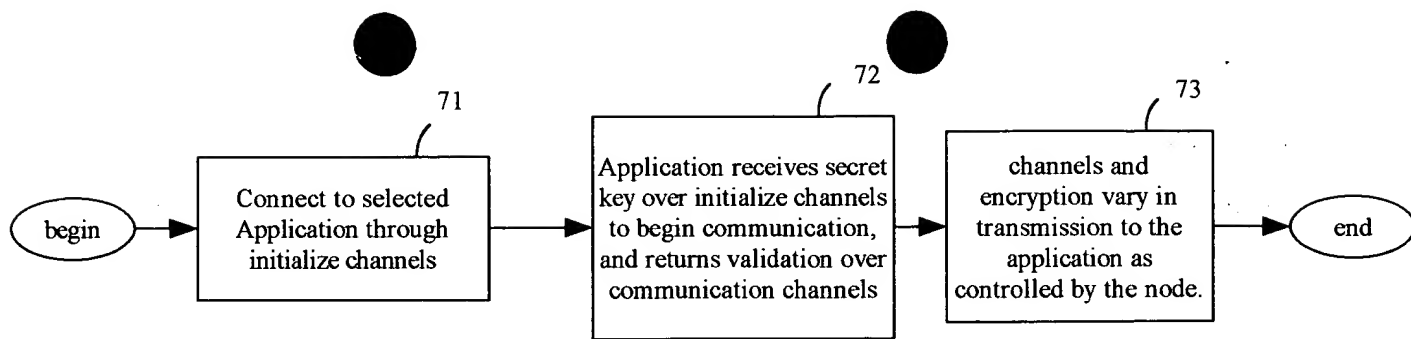 71
72
73
begin
Connect to selected
Application through
initialize channels
Application receives secret
key over initialize channels
to begin communication,
and returns validation over
communication channels
channels and
encryption vary in
transmission to the
application as
controlled by the node.
end